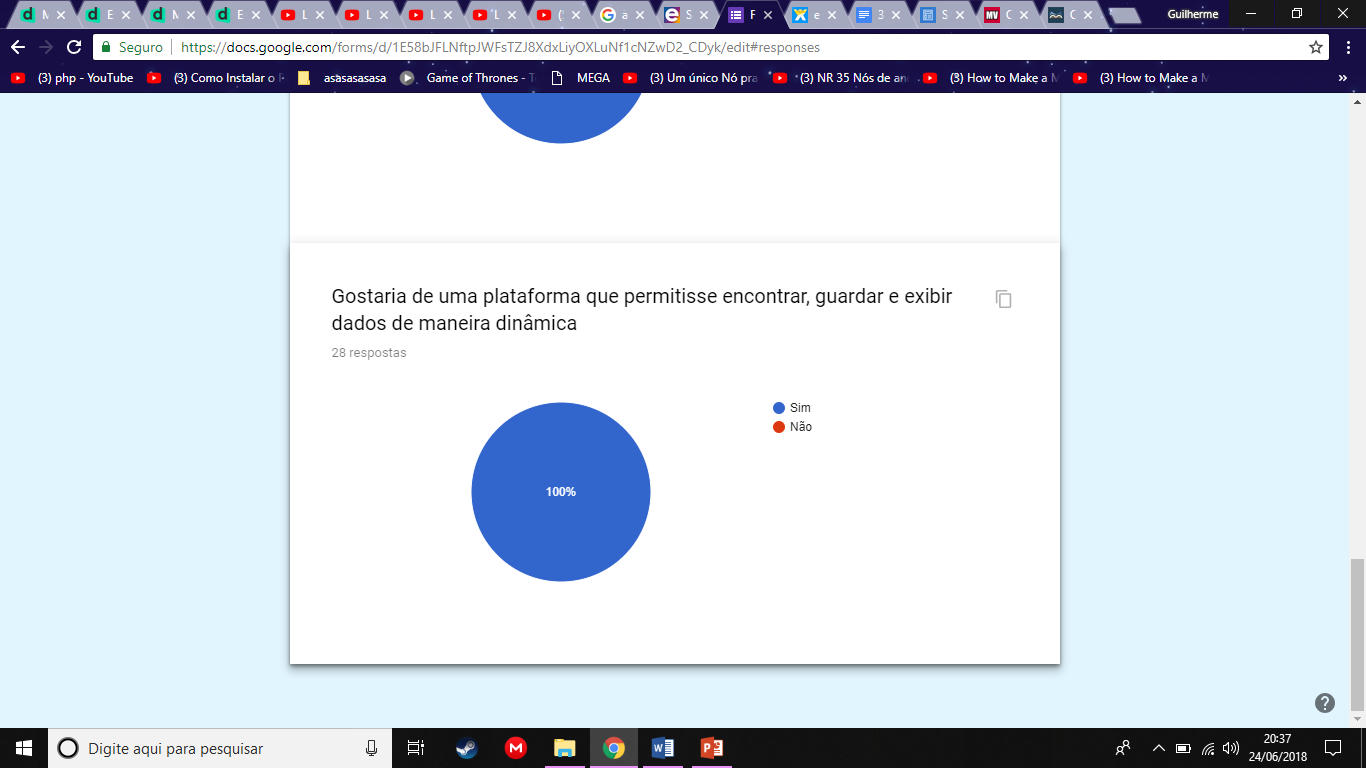 M
E
M
E
L
L
L
"L
(
a
S
F
e
3
S
C
C
Guilherme
Seguro
https://docs.google.com/forms/d/1E58bJFLNftpJWFsTZJ8XdxLiyOXLuNf1cNZwD2_CDyk/edit#responses
(3) php - YouTube
(3) Como Instalar o
asasasasasa
Game of Thrones - T
MEGA
(3) Um único Nó pra
(3) NR 35 Nós de an
(3) How to Make a M
(3) How to Make a M
»
Gostaria de uma plataforma que permitisse encontrar, guardar e exibir
dados de maneira dinâmica
28 respostas
Sim
Não
100%
Digite aqui para pesquisar
20:37
24/06/2018